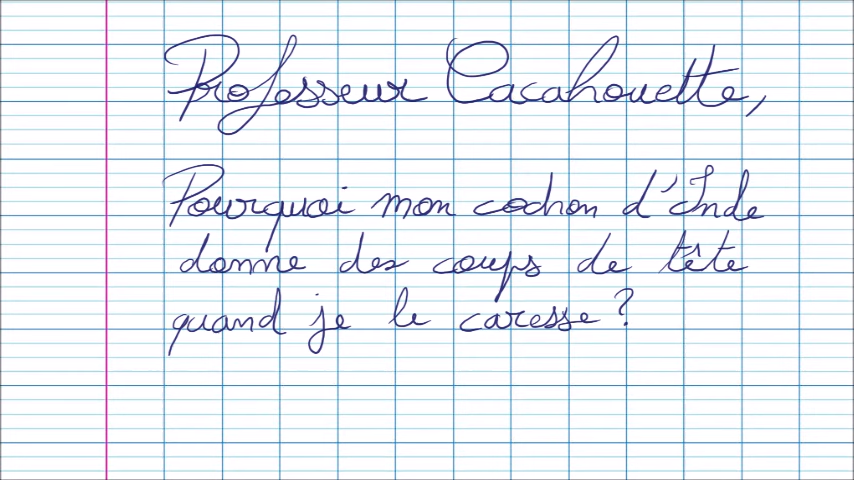 Professeur Cacahouette,
Pourquoi mon cochon d'Inde
donne des coups de tête
quand je le caresse ?